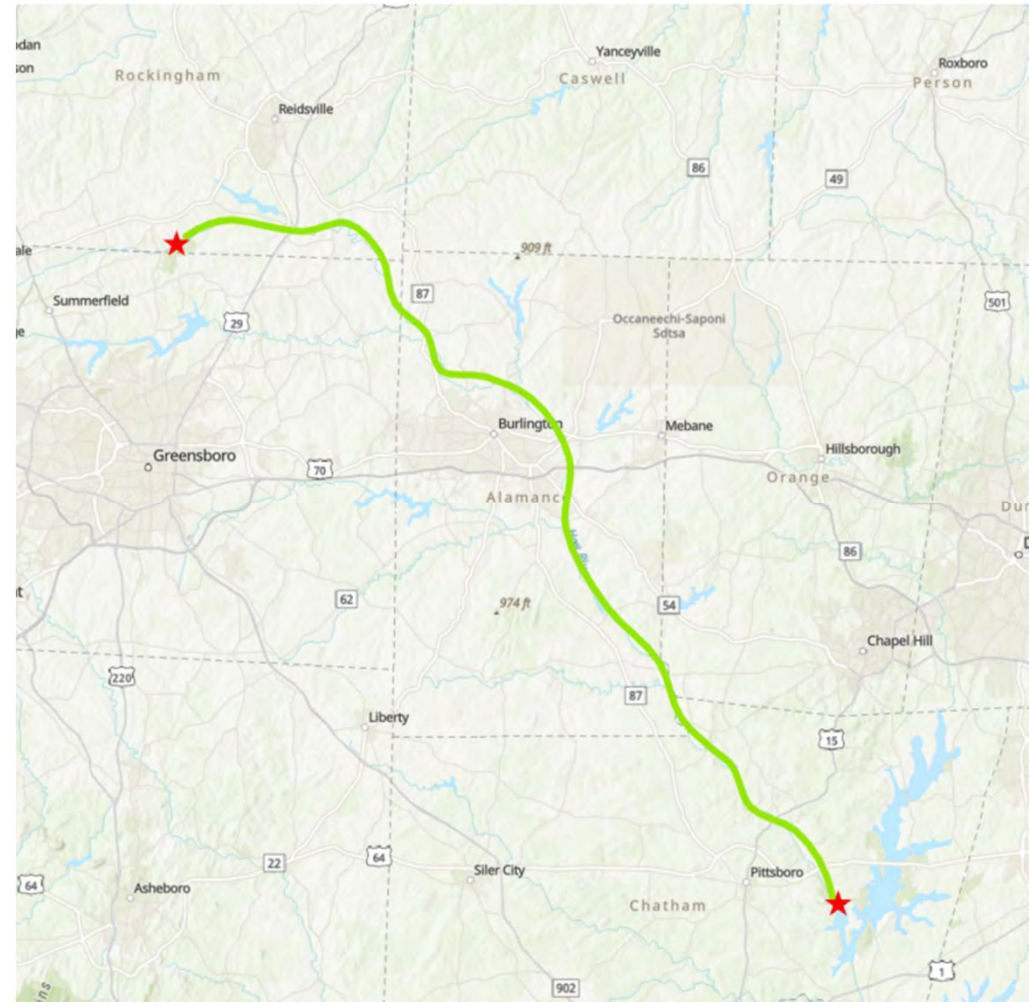 Yanceyville
Caswell
Roxboro
Person
Rockingham
Reidsville
86
49
909 ft
87
501
Summerfield
29
Occaneechi-Saponi
Sdtsa
Burlington
Mebane
Hillsborough
Greensboro
70
Orange
Alamance
86
974 ft
62
54
Chapel Hill
220
87
Liberty
15
22
64
64
Siler City
Pittsboro
Asheboro
Chatham
902
1